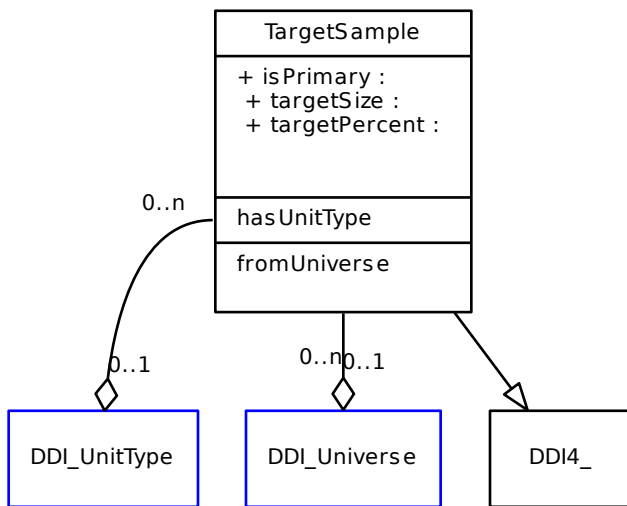 TargetSample
+ isPrimary :
+ targetSize :
+ targetPercent :
0..n
hasUnitType
fromUniverse
0..1
0..n
0..1
DDI_UnitType
DDI_Universe
DDI4_